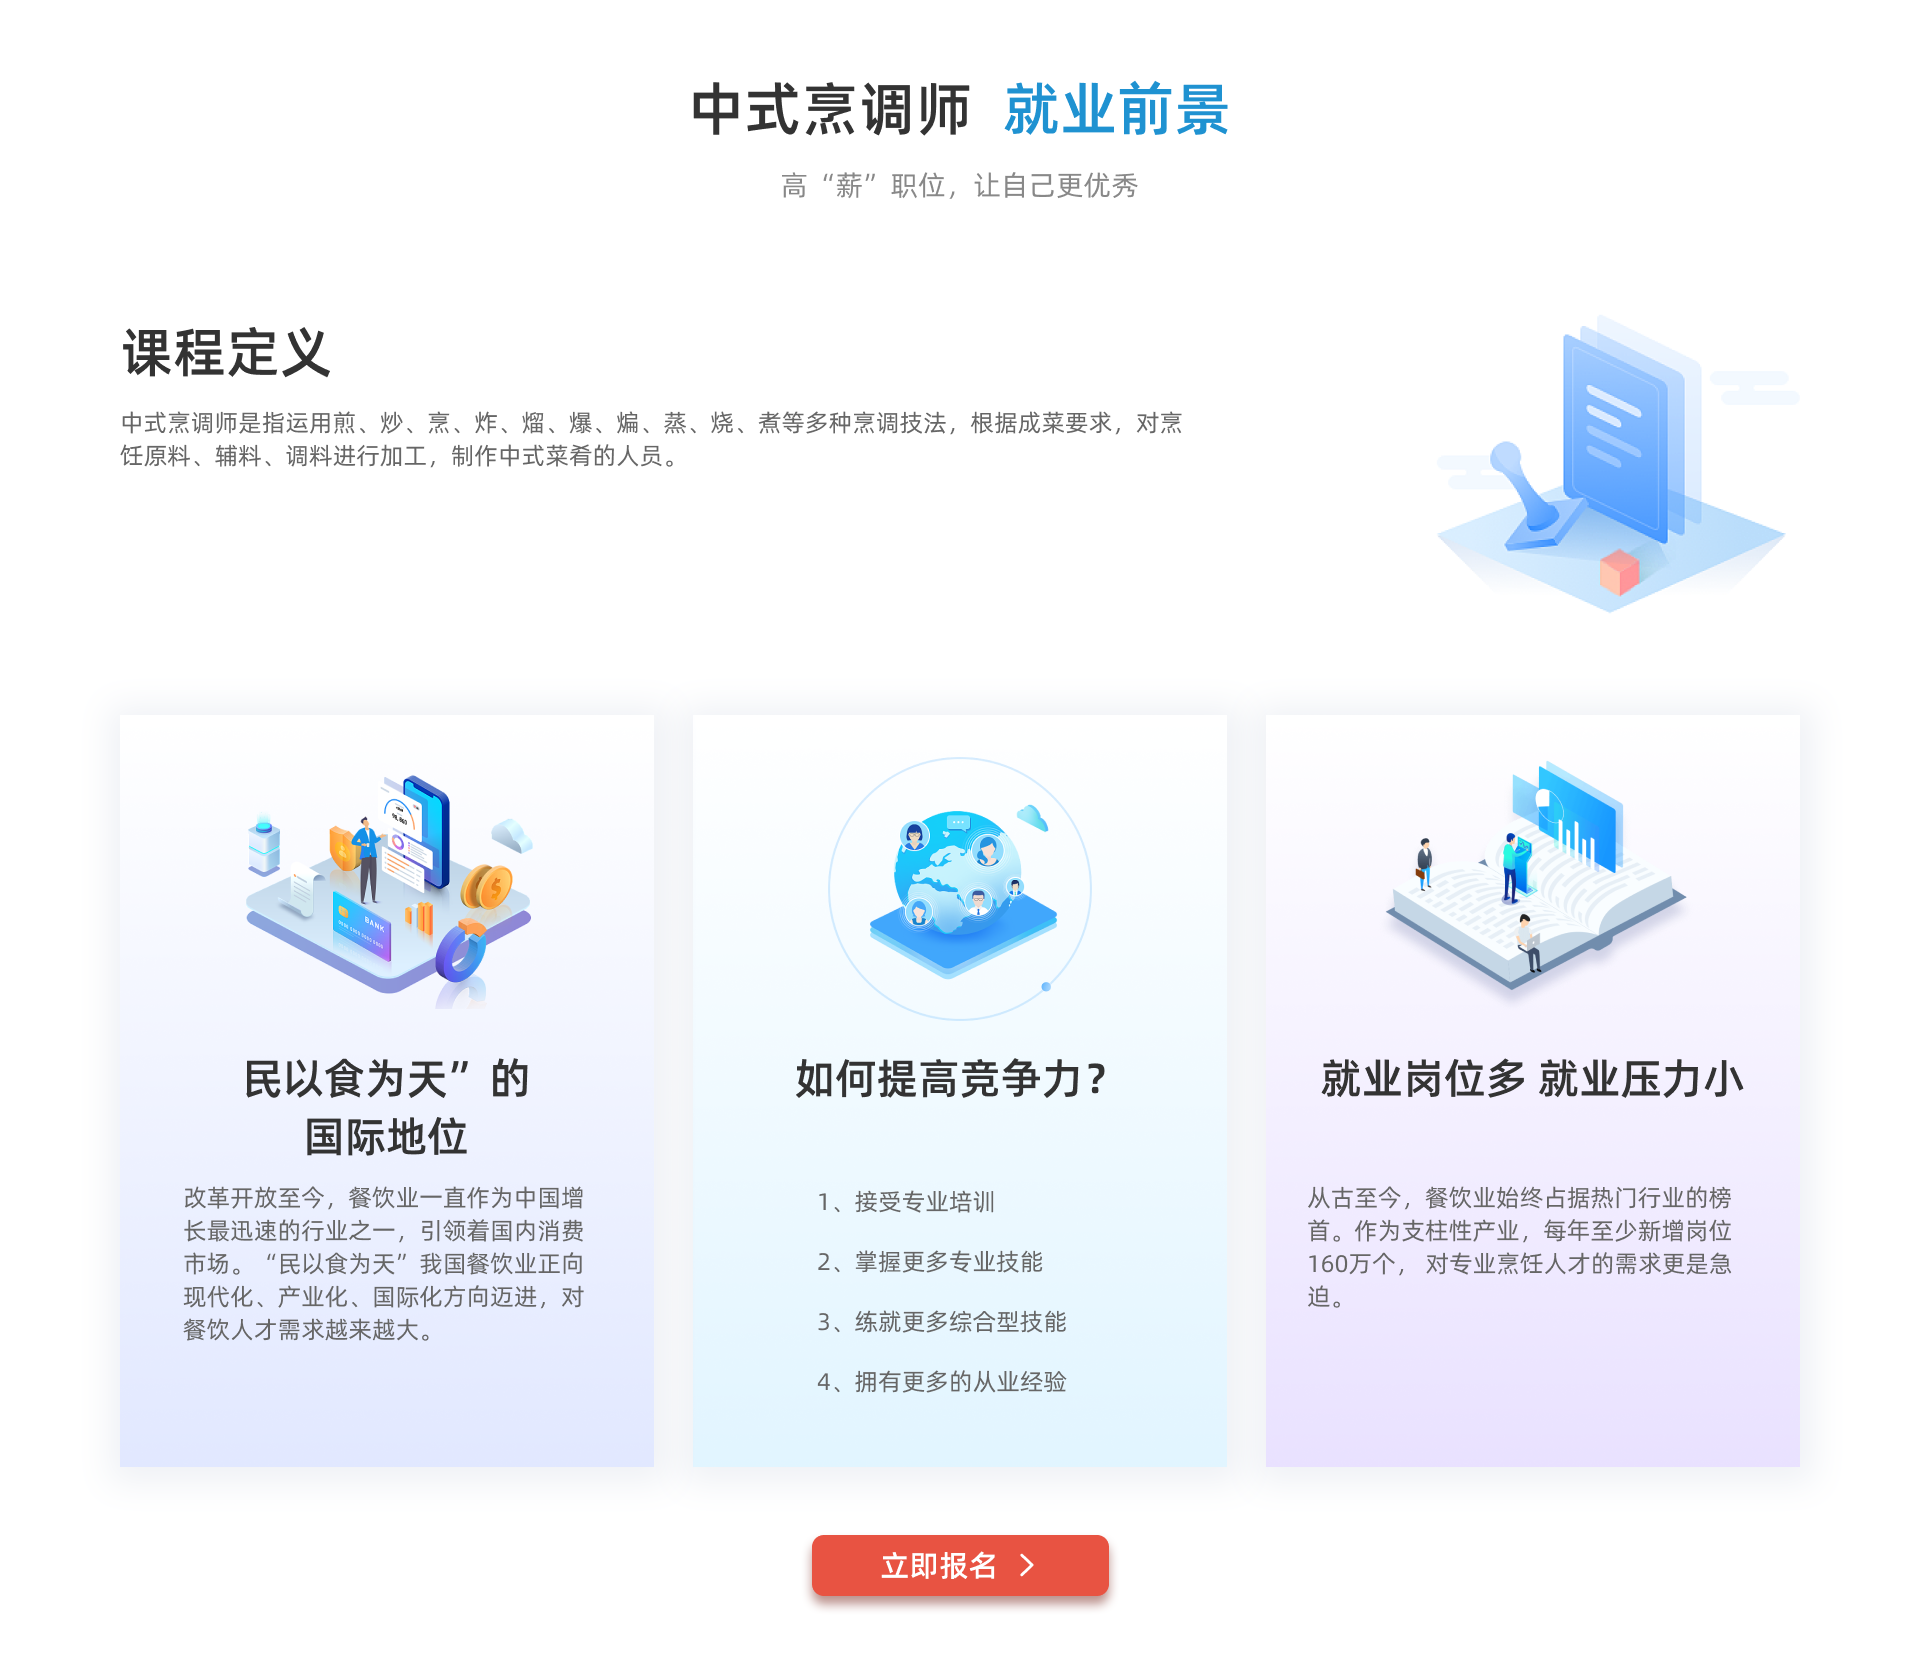 中式烹调师 就业前景
高“薪”职位，让自己更优秀
课程定义
中式烹调师是指运用煎、炒、烹、炸、熘、爆、煸、蒸、烧、煮等多种烹调技法，根据成菜要求，对烹
饪原料、辅料、调料进行加工，制作中式菜肴的人员。
BANK
民以食为天”的
国际地位
改革开放至今，餐饮业一直作为中国增
长最迅速的行业之一，引领着国内消费
市场。“民以食为天”我国餐饮业正向
现代化、产业化、国际化方向迈进，对
餐饮人才需求越来越大。
如何提高竞争力？
1、接受专业培训
2、掌握更多专业技能
3、练就更多综合型技能
4、拥有更多的从业经验
就业岗位多 就业压力小
从古至今，餐饮业始终占据热门行业的榜
首。作为支柱性产业，每年至少新增岗位
160万个， 对专业烹饪人才的需求更是急
迫。
立即报名